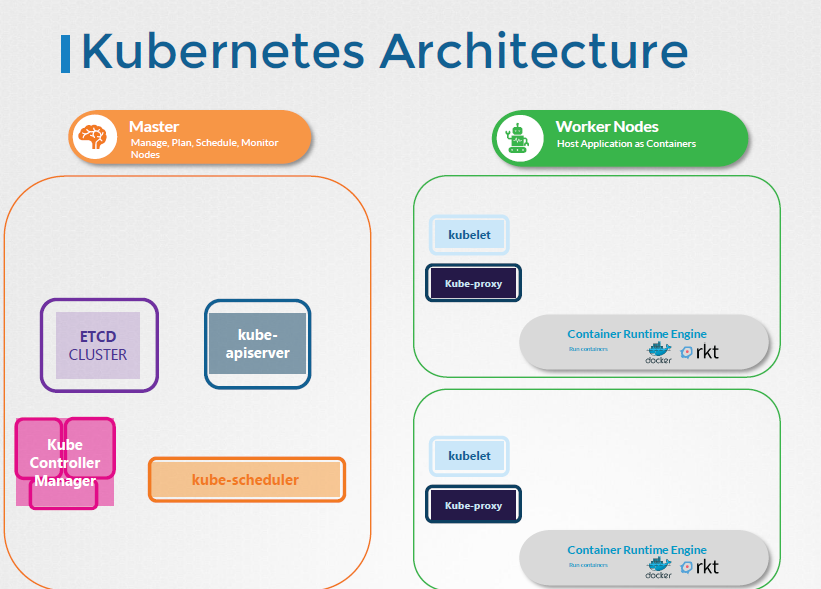 Kubernetes Architecture
Master
Manage, Plan, Schedule, Monitor
Nodes
Worker Nodes
Host Application as Containers
ETCD
CLUSTER
kube-
apiserver
Kube
Controller
Manager
kube-scheduler
kubelet
Kube-proxy
Container Runtime Engine
Run containers
docker
rkt
kubelet
Kube-proxy
Container Runtime Engine
Run containers
docker
rkt